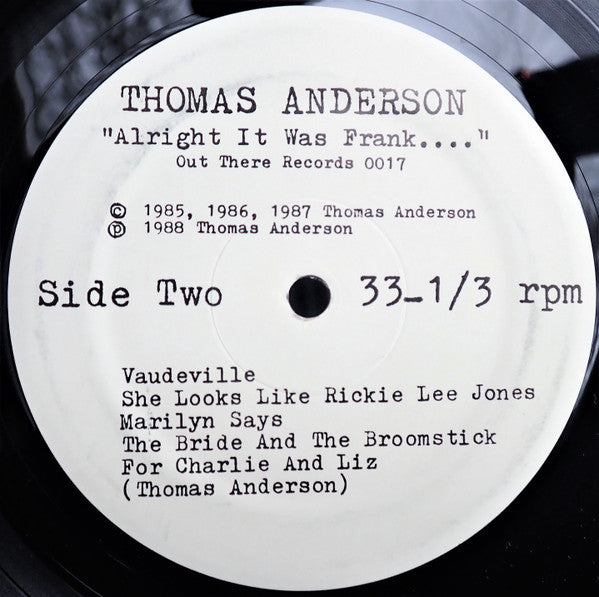 THOMAS ANDERSON
"Alright It Was Frank...."
Out There Records 0017
© 1985, 1986, 1987 Thomas Anderson
℗ 1988 Thomas Anderson
Side Two 33-1/3 rpm
Vaudeville
She Looks Like Rickie Lee Jones
Marilyn Says
The Bride And The Broomstick
For Charlie And Liz
(Thomas Anderson)